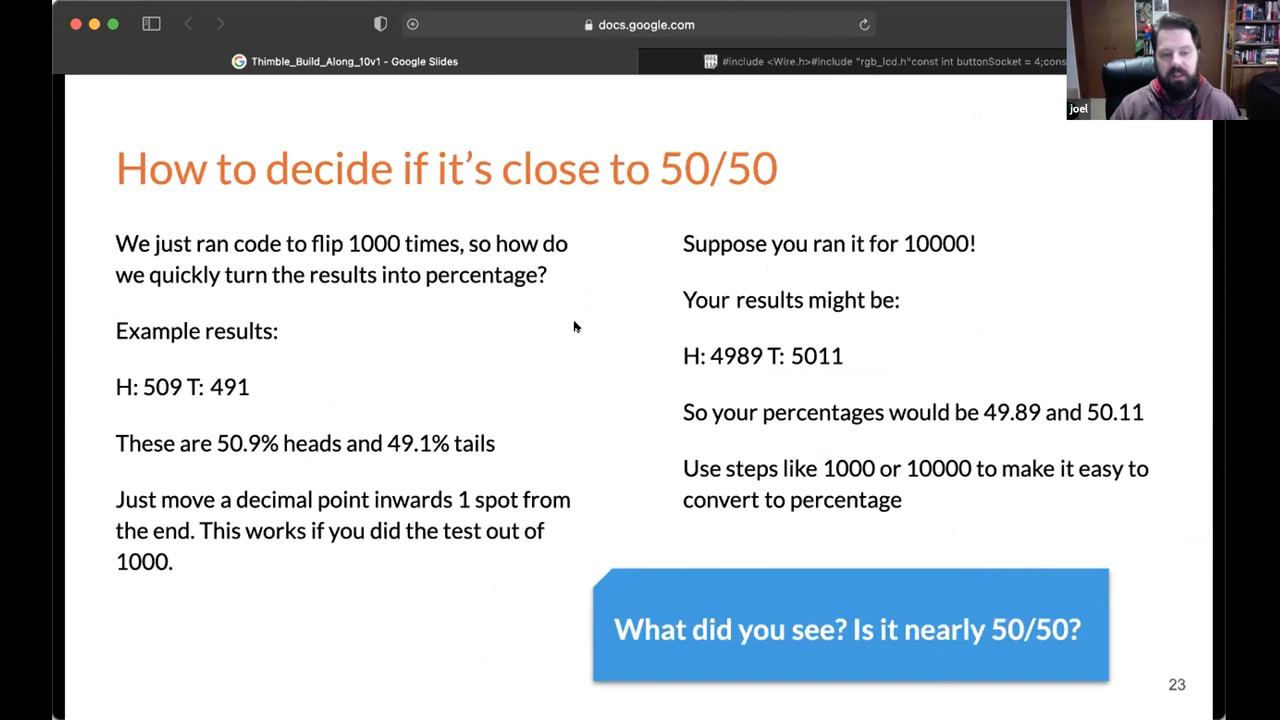 docs.google.com
Thimble_Build_Along_10v1 - Google Slides
#include <Wire.h>#include "rgb_lcd.h"const int buttonSocket = 4;cons
joel
How to decide if it's close to 50/50
We just ran code to flip 1000 times, so how do
we quickly turn the results into percentage?
Example results:
H: 509 T: 491
These are 50.9% heads and 49.1% tails
Just move a decimal point inwards 1 spot from
the end. This works if you did the test out of
1000.
Suppose you ran it for 10000!
Your results might be:
H: 4989 T: 5011
So your percentages would be 49.89 and 50.11
Use steps like 1000 or 10000 to make it easy to
convert to percentage
What did you see? Is it nearly 50/50?
23